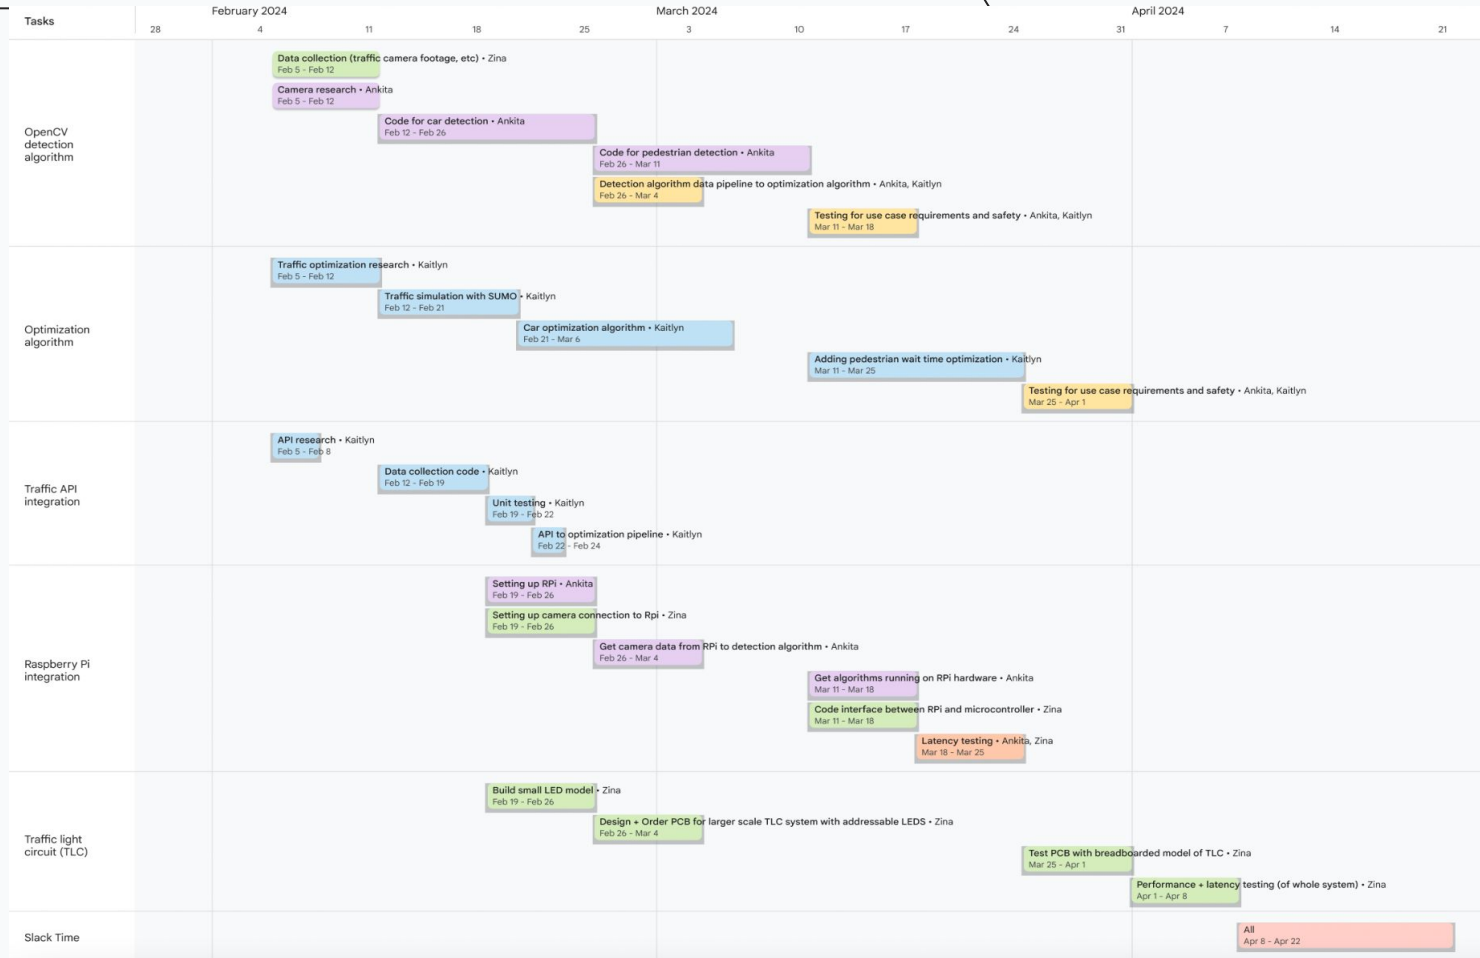 February 2024
March 2024
April 2024
Tasks
28
4
11
18
25
3
10
17
24
31
7
14
21
OpenCV
detection
algorithm
Data collection (traffic camera footage, etc) • Zina
Feb 5 - Feb 12
Camera research • Ankita
Feb 5 - Feb 12
Code for car detection • Ankita
Feb 12 - Feb 26
Code for pedestrian detection • Ankita
Feb 26 - Mar 11
Detection algorithm data pipeline to optimization algorithm • Ankita, Kaitlyn
Feb 26 - Mar 4
Testing for use case requirements and safety • Ankita, Kaitlyn
Mar 11 - Mar 18
Optimization
algorithm
Traffic optimization research • Kaitlyn
Feb 5 - Feb 12
Traffic simulation with SUMO • Kaitlyn
Feb 12 - Feb 21
Car optimization algorithm • Kaitlyn
Feb 21 - Mar 6
Adding pedestrian wait time optimization • Kaitlyn
Mar 11 - Mar 25
Testing for use case requirements and safety • Ankita, Kaitlyn
Mar 25 - Apr 1
Traffic API
integration
API research • Kaitlyn
Feb 5 - Feb 8
Data collection code • Kaitlyn
Feb 12 - Feb 19
Unit testing • Kaitlyn
Feb 19 - Feb 22
API to optimization pipeline • Kaitlyn
Feb 22 - Feb 24
Raspberry Pi
integration
Setting up RPi • Ankita
Feb 19 - Feb 26
Setting up camera connection to Rpi • Zina
Feb 19 - Feb 26
Get camera data from RPi to detection algorithm • Ankita
Feb 26 - Mar 4
Get algorithms running on RPi hardware • Ankita
Mar 11 - Mar 18
Code interface between RPi and microcontroller • Zina
Mar 11 - Mar 18
Latency testing • Ankita, Zina
Mar 18 - Mar 25
Traffic light
circuit (TLC)
Build small LED model • Zina
Feb 19 - Feb 26
Design + Order PCB for larger scale TLC system with addressable LEDS • Zina
Feb 26 - Mar 4
Test PCB with breadboarded model of TLC • Zina
Mar 25 - Apr 1
Performance + latency testing (of whole system) • Zina
Apr 1 - Apr 8
Slack Time
All
Apr 8 - Apr 22